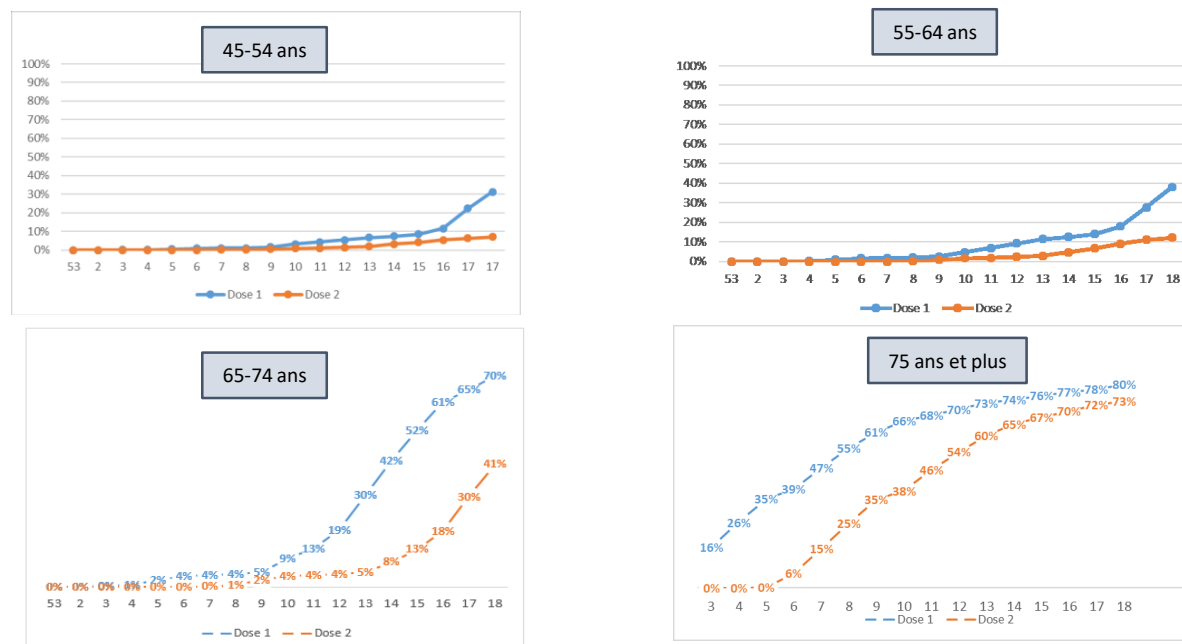 45-54 ans
100%
90%
80%
70%
60%
50%
40%
30%
20%
10%
0%
53 2 3 4 5 6 7 8 9 10 11 12 13 14 15 16 17 17
Dose 1 Dose 2
55-64 ans
100%
90%
80%
70%
60%
50%
40%
30%
20%
10%
0%
53 2 3 4 5 6 7 8 9 10 11 12 13 14 15 16 17 18
Dose 1 Dose 2
65-74 ans
0% 0% 0% 1% 2% 4% 4% 4% 5% 9% 13% 19% 30% 42% 52% 61% 65% 70%
0% 0% 0% 0% 0% 0% 0% 1% 2% 4% 4% 4% 5% 8% 13% 18% 30% 41%
53 2 3 4 5 6 7 8 9 10 11 12 13 14 15 16 17 18
Dose 1 Dose 2
75 ans et plus
16% 26% 35% 39% 47% 55% 61% 66% 68% 70% 73% 74% 76% 77% 78% 80%
0% 0% 0% 6% 15% 25% 35% 38% 46% 54% 60% 65% 67% 70% 72% 73%
3 4 5 6 7 8 9 10 11 12 13 14 15 16 17 18
Dose 1 Dose 2